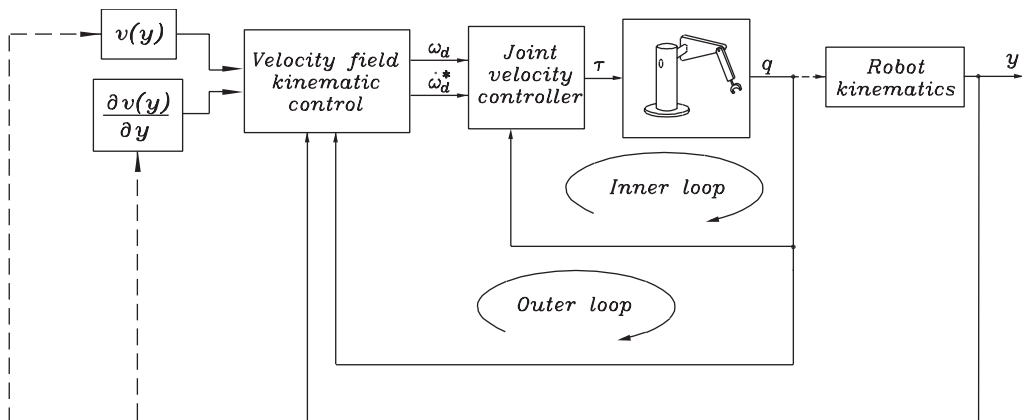 v(y)
∂v(y)
∂y
Velocity field
kinematic
control
ω_d
ω̇_d*
Joint
velocity
controller
τ
q
Robot
kinematics
y
Inner loop
Outer loop